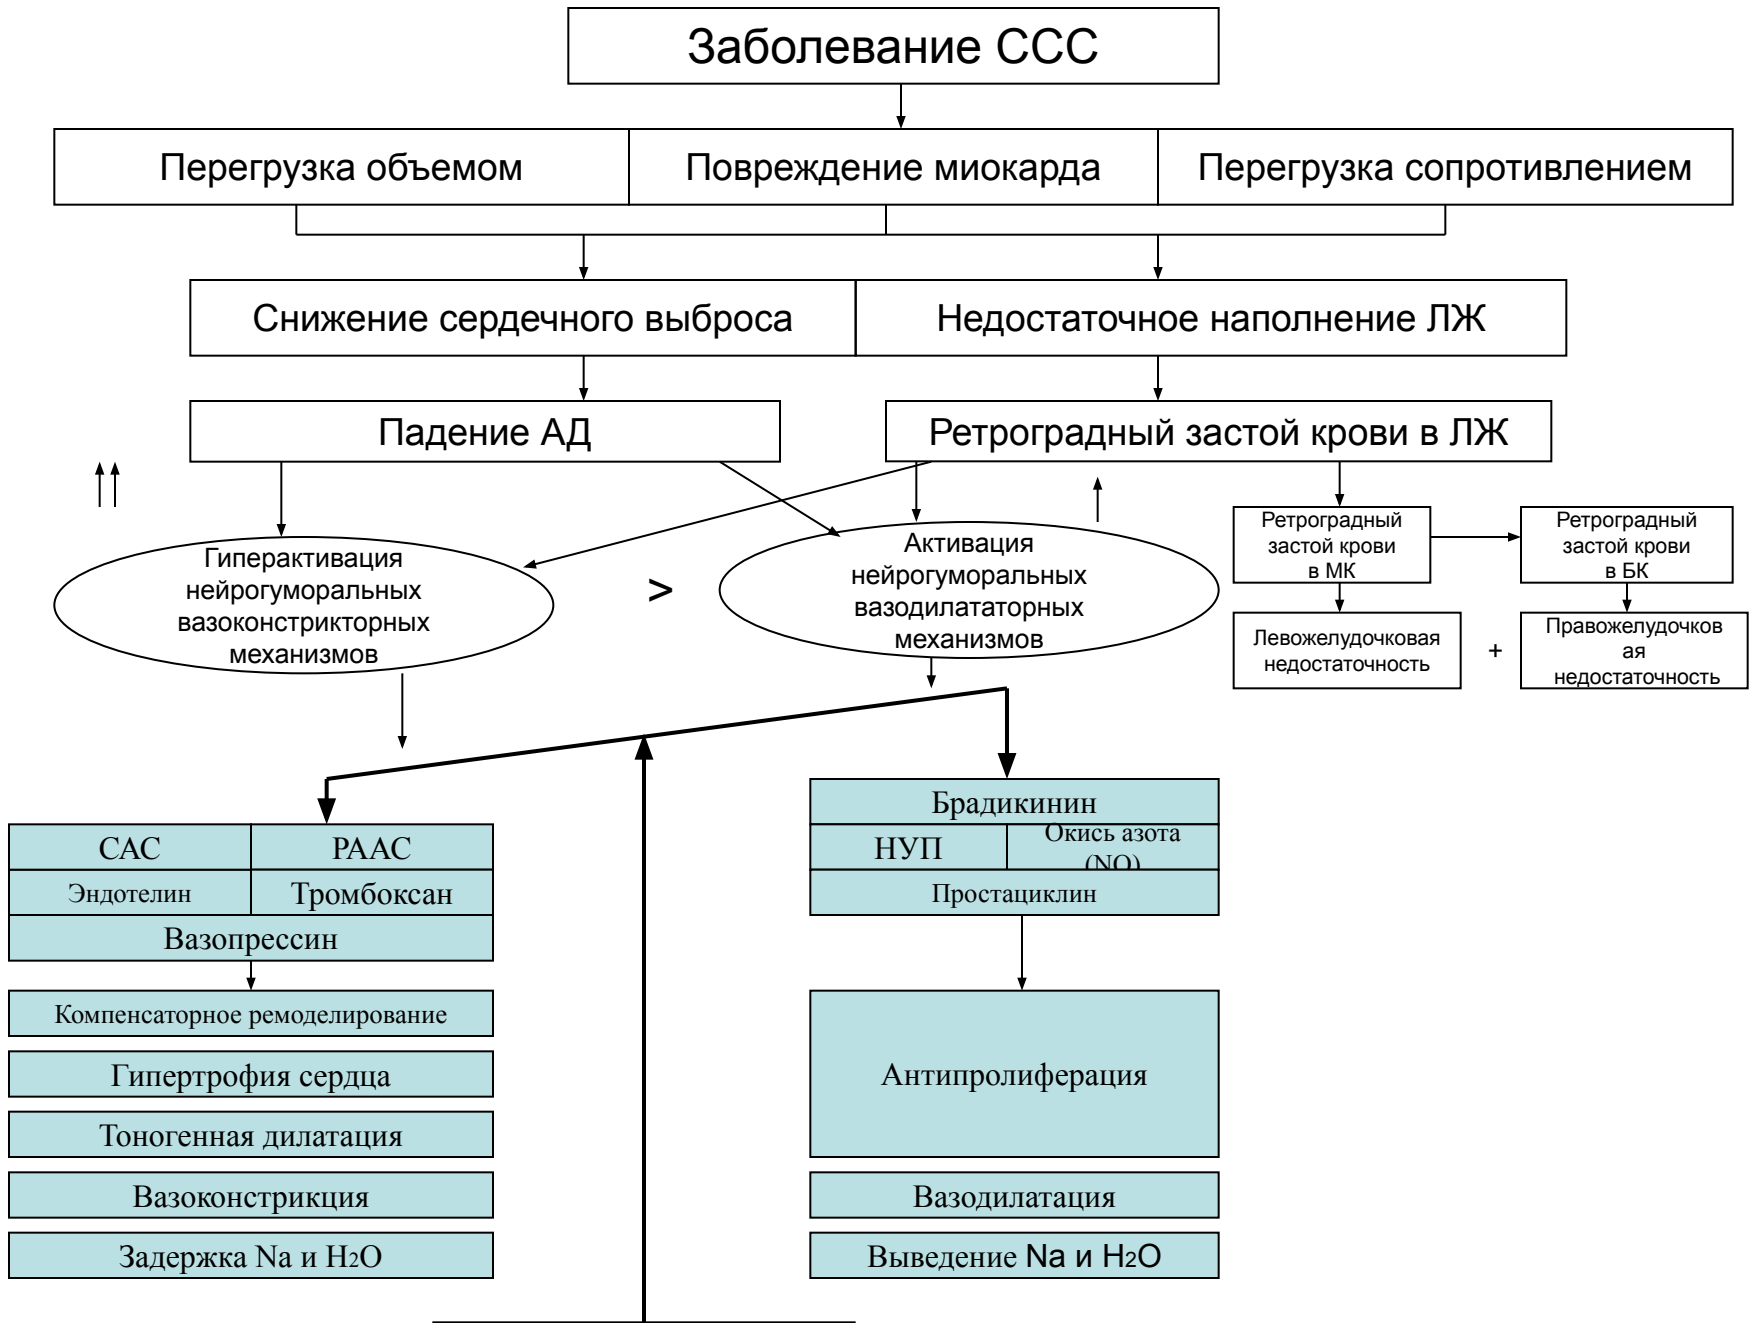 Заболевание ССС
Перегрузка объемом
Повреждение миокарда
Перегрузка сопротивлением
Снижение сердечного выброса
Недостаточное наполнение ЛЖ
Падение АД
Ретроградный застой крови в ЛЖ
Гиперактивация
нейрогуморальных
вазоконстрикторных
механизмов
>
Активация
нейрогуморальных
вазодилататорных
механизмов
Ретроградный
застой крови
в МК
Ретроградный
застой крови
в БК
Левожелудочковая
недостаточность
+
Правожелудочков
ая
недостаточность
САС
РААС
Эндотелин
Тромбоксан
Вазопрессин
Компенсаторное ремоделирование
Гипертрофия сердца
Тоногенная дилатация
Вазоконстрикция
Задержка Na и H2O
Брадикинин
НУП
Окись азота
(NO)
Простациклин
Антипролиферация
Вазодилатация
Выведение Na и H2O